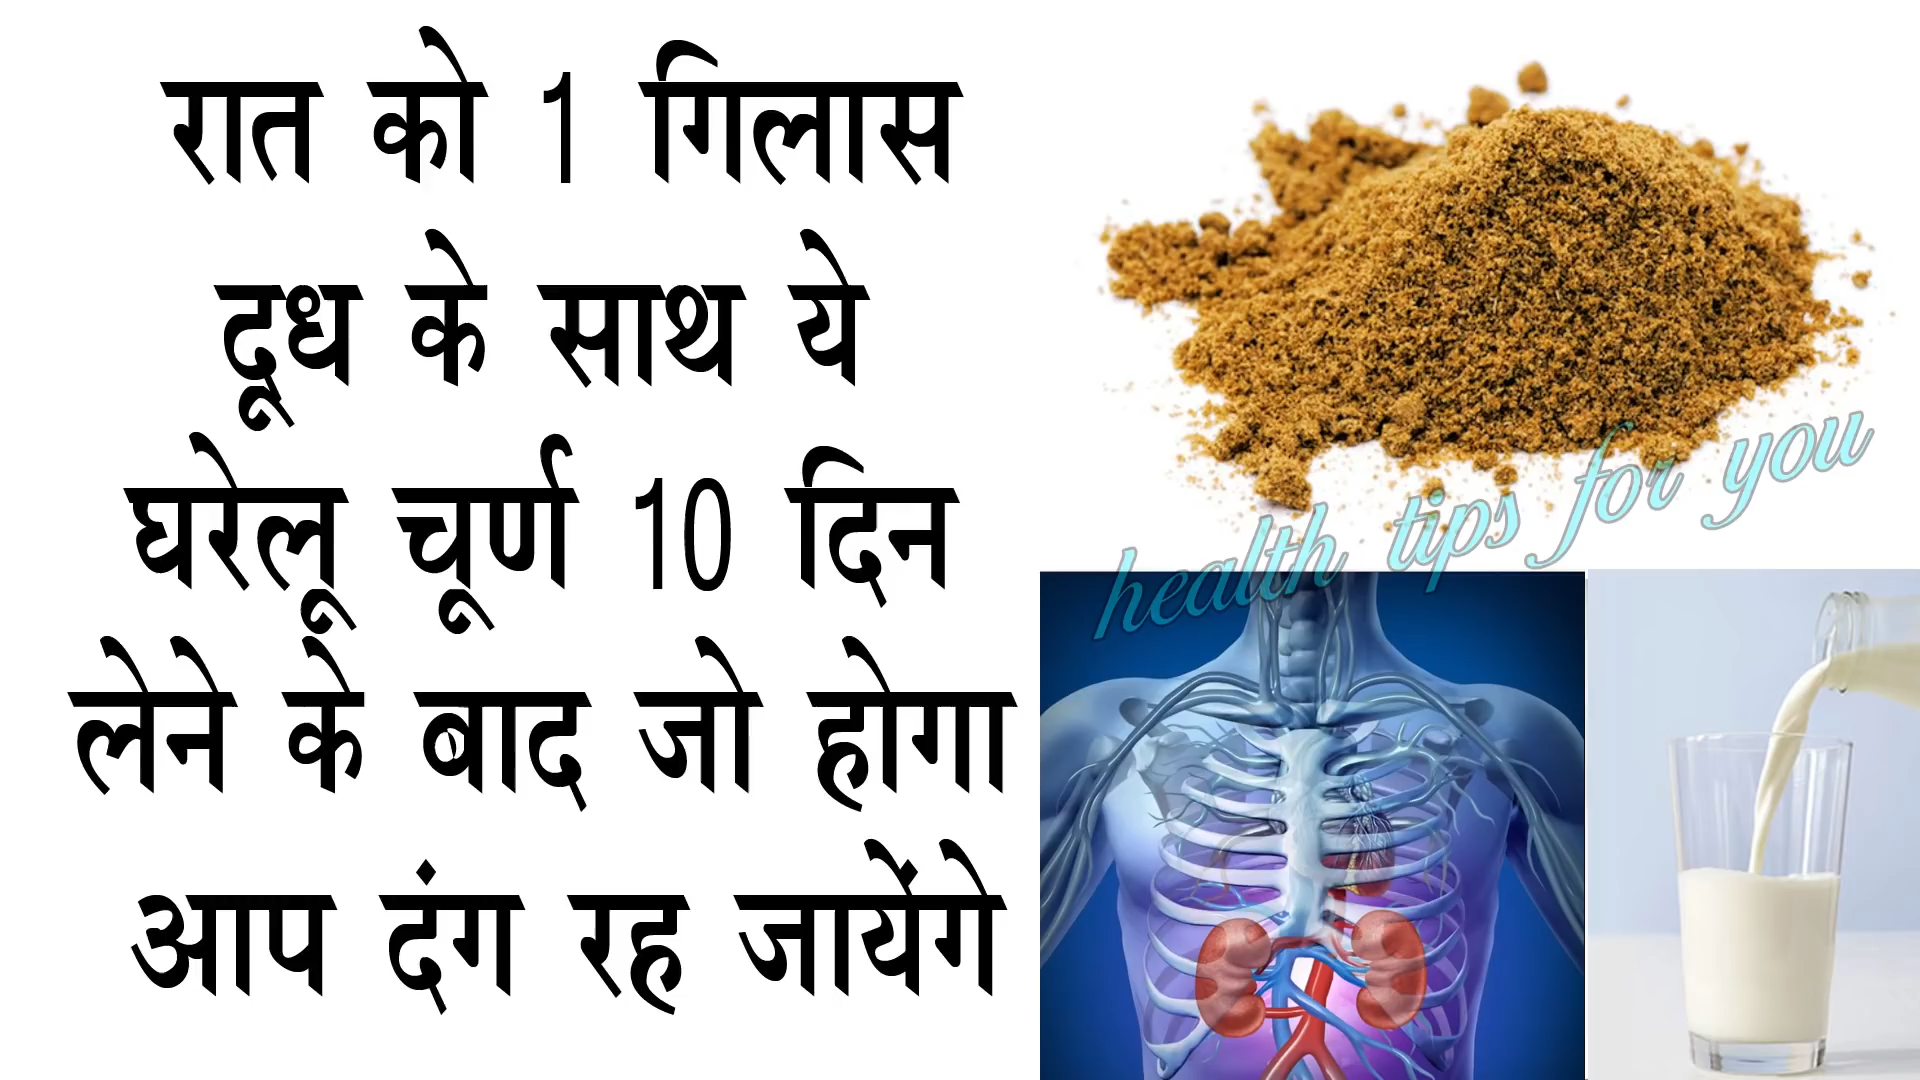 रात को 1 गिलास
दूध के साथ ये
घरेलू चूर्ण 10 दिन
लेने के बाद जो होगा
आप दंग रह जायेंगे
health tips for you